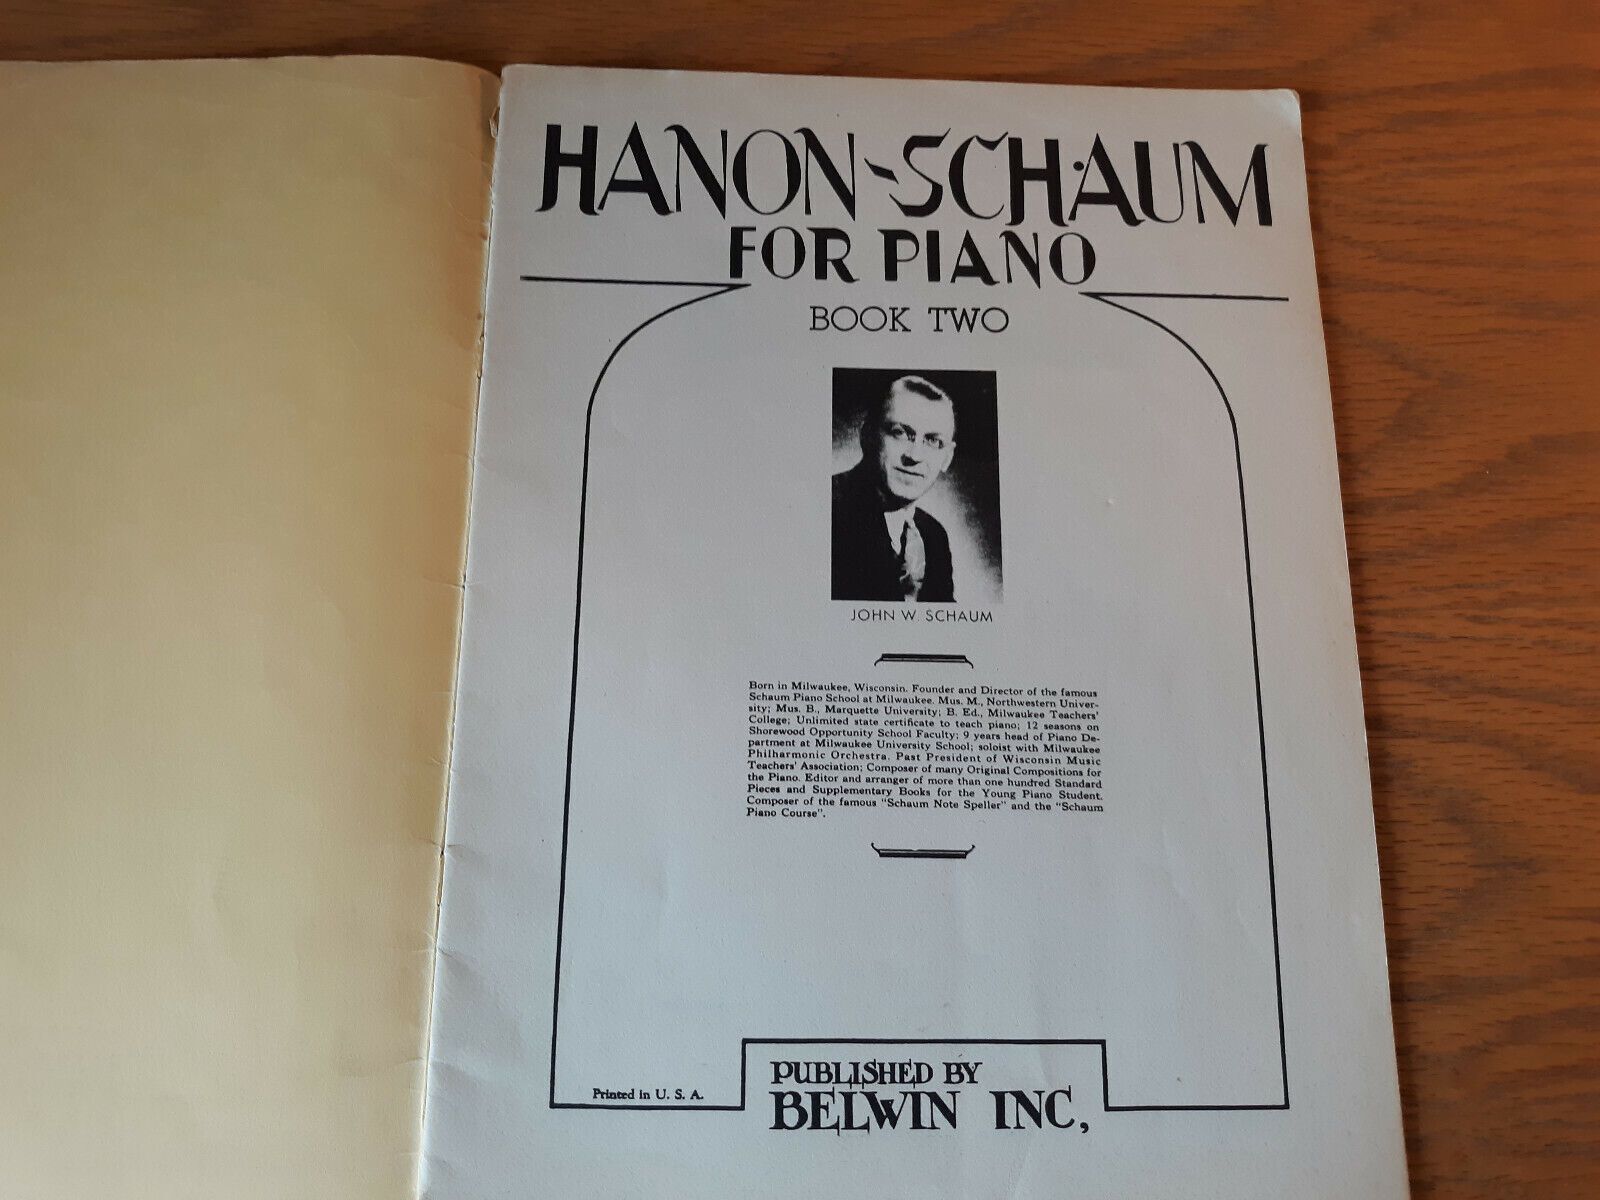 HANON-SCHAUM
FOR PIANO
BOOK TWO
JOHN W. SCHAUM
Born in Milwaukee, Wisconsin. Founder and Director of the famous
Schaum Piano School at Milwaukee. Mus. M., Northwestern Univer-
sity; Mus. B., Marquette University; B. Ed., Milwaukee Teachers'
College; Unlimited state certificate to teach piano; 12 seasons on
Shorewood Opportunity School Faculty; 9 years head of Piano De-
partment at Milwaukee University School; soloist with Milwaukee
Philharmonic Orchestra. Past President of Wisconsin Music
Teachers' Association; Composer of many Original Compositions for
the Piano. Editor and arranger of more than one hundred Standard
Pieces and Supplementary Books for the Young Piano Student.
Composer of the famous "Schaum Note Speller" and the "Schaum
Piano Course".
Printed in U. S. A.
PUBLISHED BY
BELWIN INC,